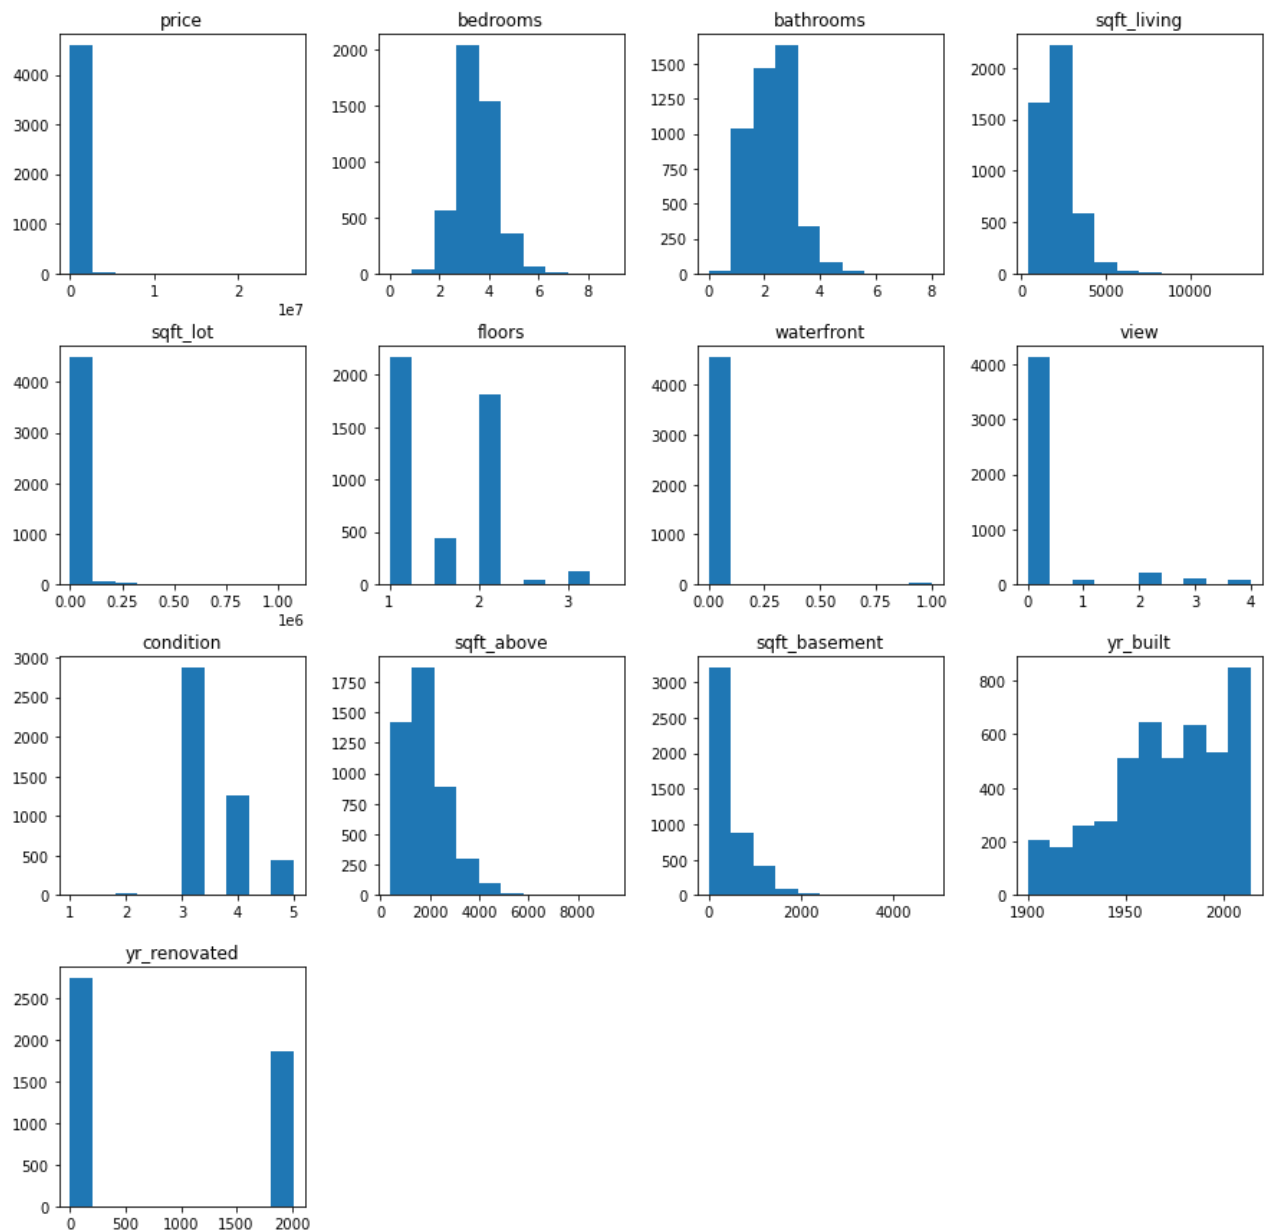 price
bedrooms
bathrooms
sqft_living
4000
3000
2000
1000
0
0 1 2
1e7
2000
1500
1000
500
0
0 2 4 6 8
1500
1250
1000
750
500
250
0
0 2 4 6 8
2000
1500
1000
500
0
0 5000 10000
sqft_lot
floors
waterfront
view
4000
3000
2000
1000
0
0.00 0.25 0.50 0.75 1.00
1e6
2000
1500
1000
500
0
1 2 3
4000
3000
2000
1000
0
0.00 0.25 0.50 0.75 1.00
4000
3000
2000
1000
0
0 1 2 3 4
condition
sqft_above
sqft_basement
yr_built
3000
2500
2000
1500
1000
500
0
1 2 3 4 5
1750
1500
1250
1000
750
500
250
0
0 2000 4000 6000 8000
3000
2500
2000
1500
1000
500
0
0 2000 4000
800
600
400
200
0
1900 1950 2000
yr_renovated
2500
2000
1500
1000
500
0
0 500 1000 1500 2000